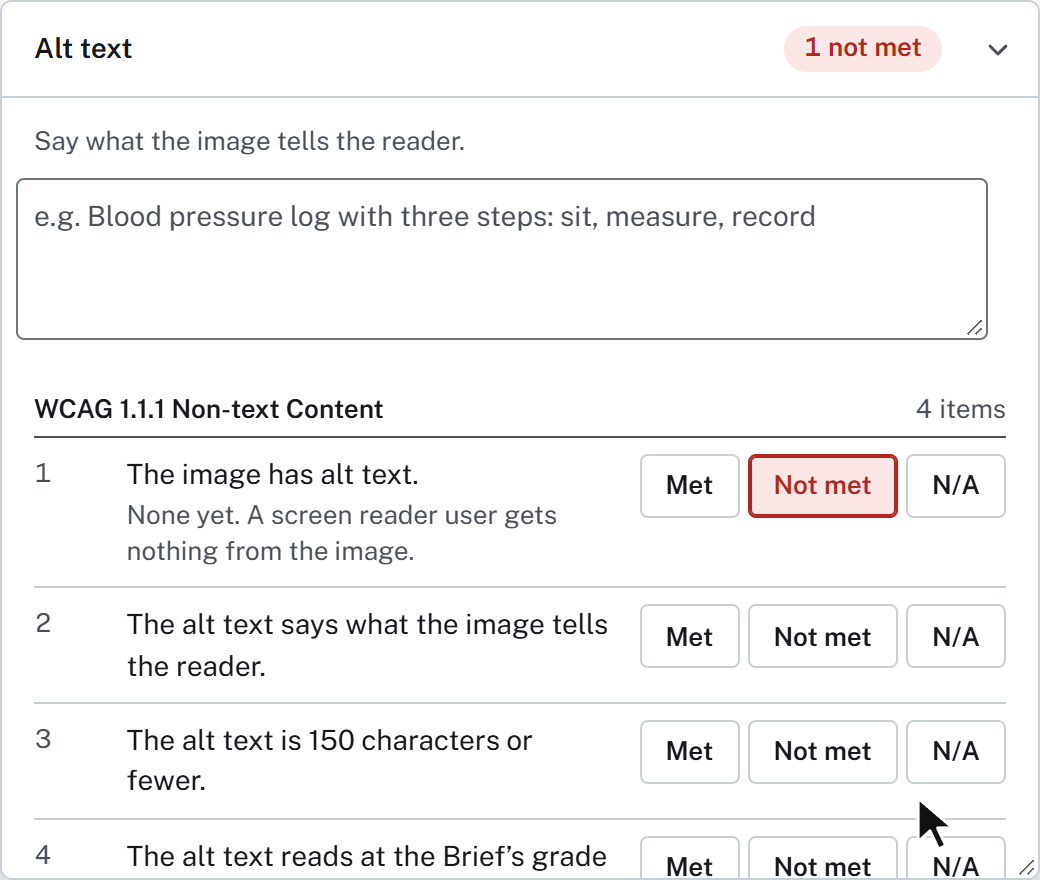 Alt text
1 not met
Say what the image tells the reader.
e.g. Blood pressure log with three steps: sit, measure, record
WCAG 1.1.1 Non-text Content
4 items
1
The image has alt text.
None yet. A screen reader user gets
nothing from the image.
Met
Not met
N/A
2
The alt text says what the image tells
the reader.
Met
Not met
N/A
3
The alt text is 150 characters or
fewer.
Met
Not met
N/A
4
The alt text reads at the Brief’s grade
Met
Not met
N/A